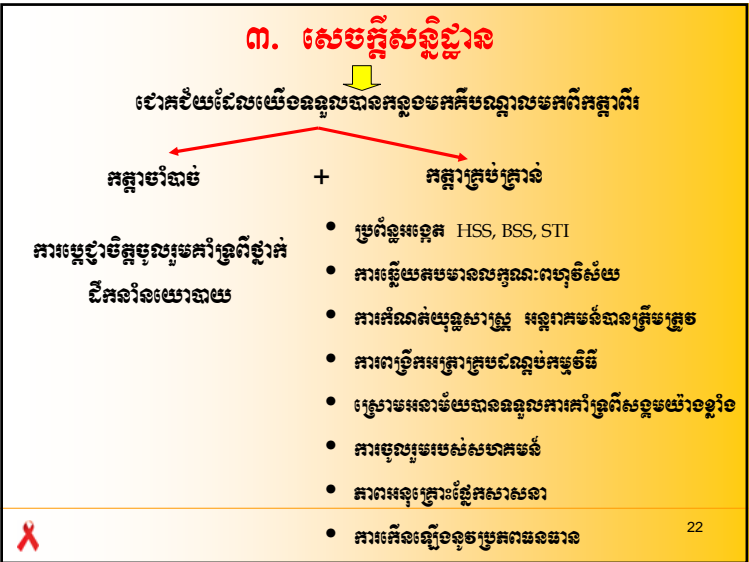 ៣. សេចក្តីសន្និដ្ឋាន
ជោគជ័យដែលយើងទទួលបានកន្លងមកគឺបណ្តាលមកពីកត្តាពីរ
កត្តាចាំបាច់ + កត្តាគ្រប់គ្រាន់
ការប្តេជ្ញាចិត្តចូលរួមគាំទ្រពីថ្នាក់
ដឹកនាំនយោបាយ
• ប្រព័ន្ធអង្កេត HSS, BSS, STI
• ការឆ្លើយតបមានលក្ខណៈពហុវិស័យ
• ការកំណត់យុទ្ធសាស្ត្រ អន្តរាគមន៍បានត្រឹមត្រូវ
• ការពង្រីកអត្រាគ្របដណ្តប់កម្មវិធី
• ស្រោមអនាម័យបានទទួលការគាំទ្រពីសង្គមយ៉ាងខ្លាំង
• ការចូលរួមរបស់សហគមន៍
• ភាពអនុគ្រោះផ្នែកសាសនា
• ការកើនឡើងនូវប្រភពធនធាន
22